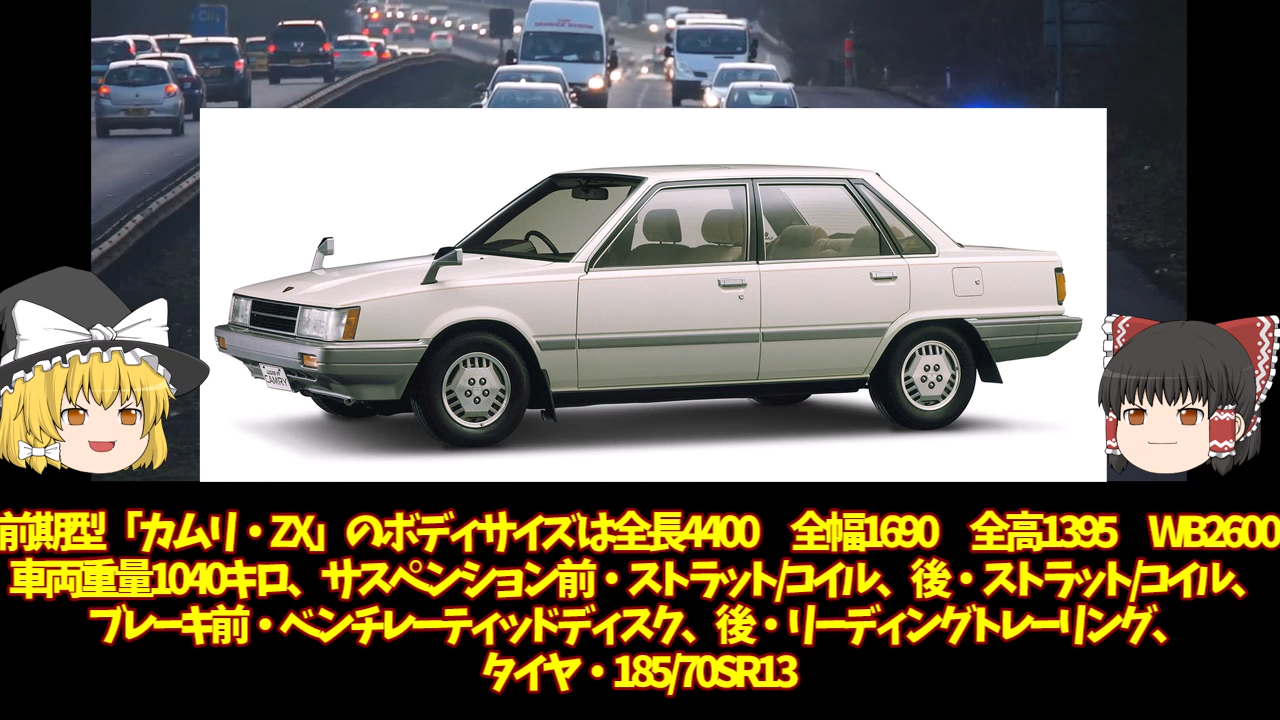 CAMRY
前期型「カムリ・ZX」のボディサイズは全長4400　全幅1690　全高1395　WB2600
車両重量1040キロ、サスペンション前・ストラット/コイル、後・ストラット/コイル、
ブレーキ前・ベンチレーティッドディスク、後・リーディングトレーリング、
タイヤ・185/70SR13